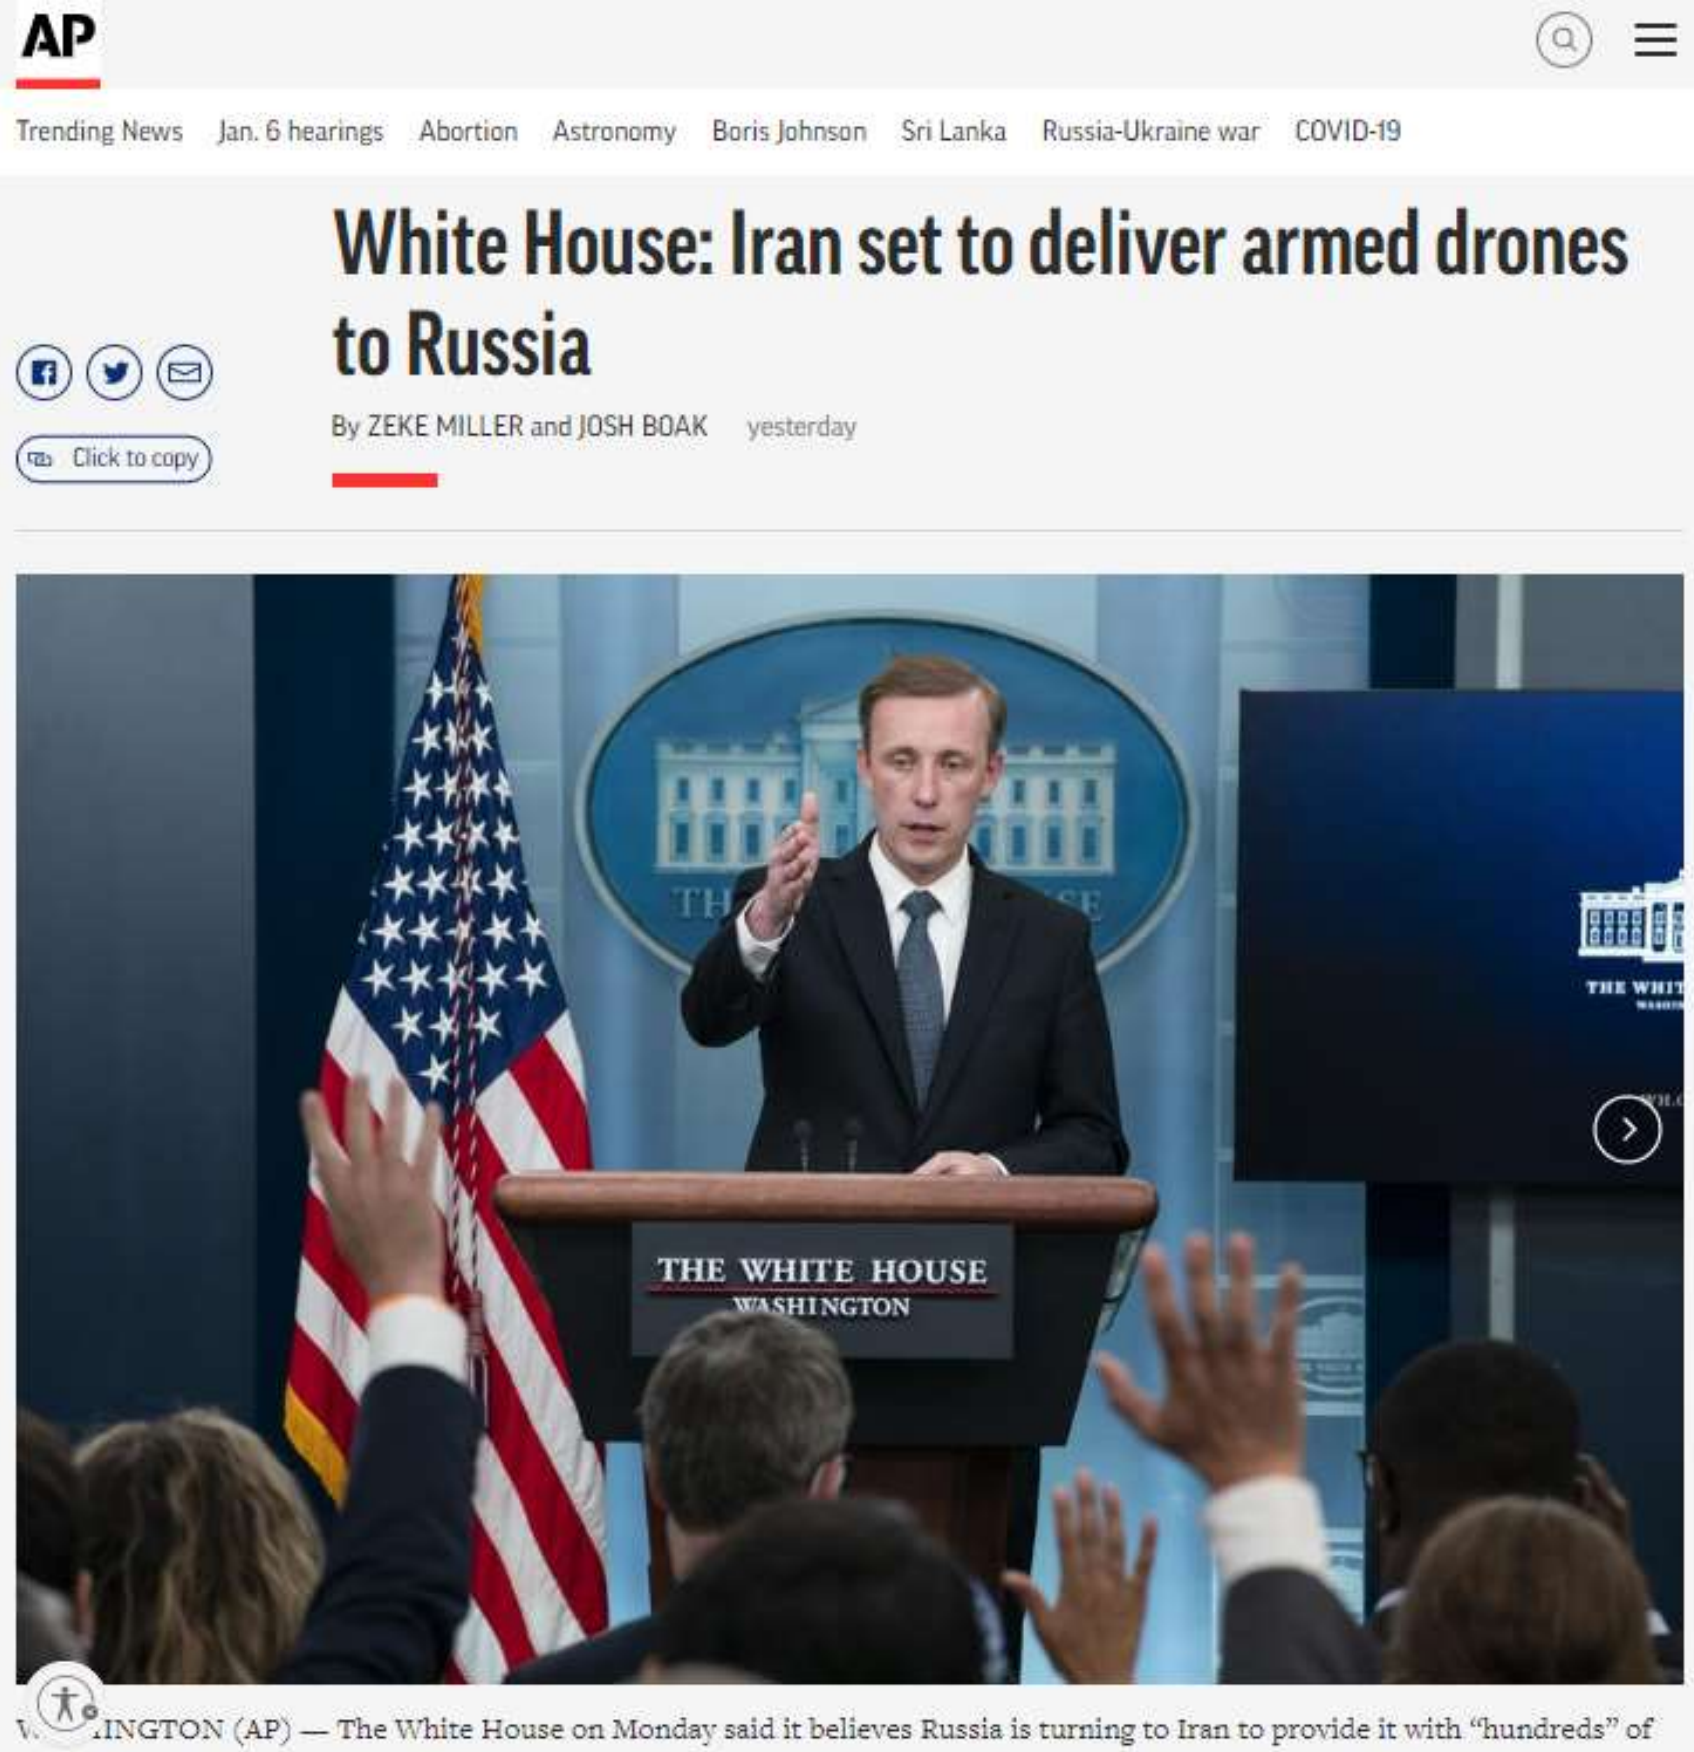 AP
Trending News Jan. 6 hearings Abortion Astronomy Boris Johnson Sri Lanka Russia-Ukraine war COVID-19
White House: Iran set to deliver armed drones
to Russia
By ZEKE MILLER and JOSH BOAK yesterday
Click to copy
THE WHITE HOUSE
WASHINGTON
(AP) — The White House on Monday said it believes Russia is turning to Iran to provide it with “hundreds” of